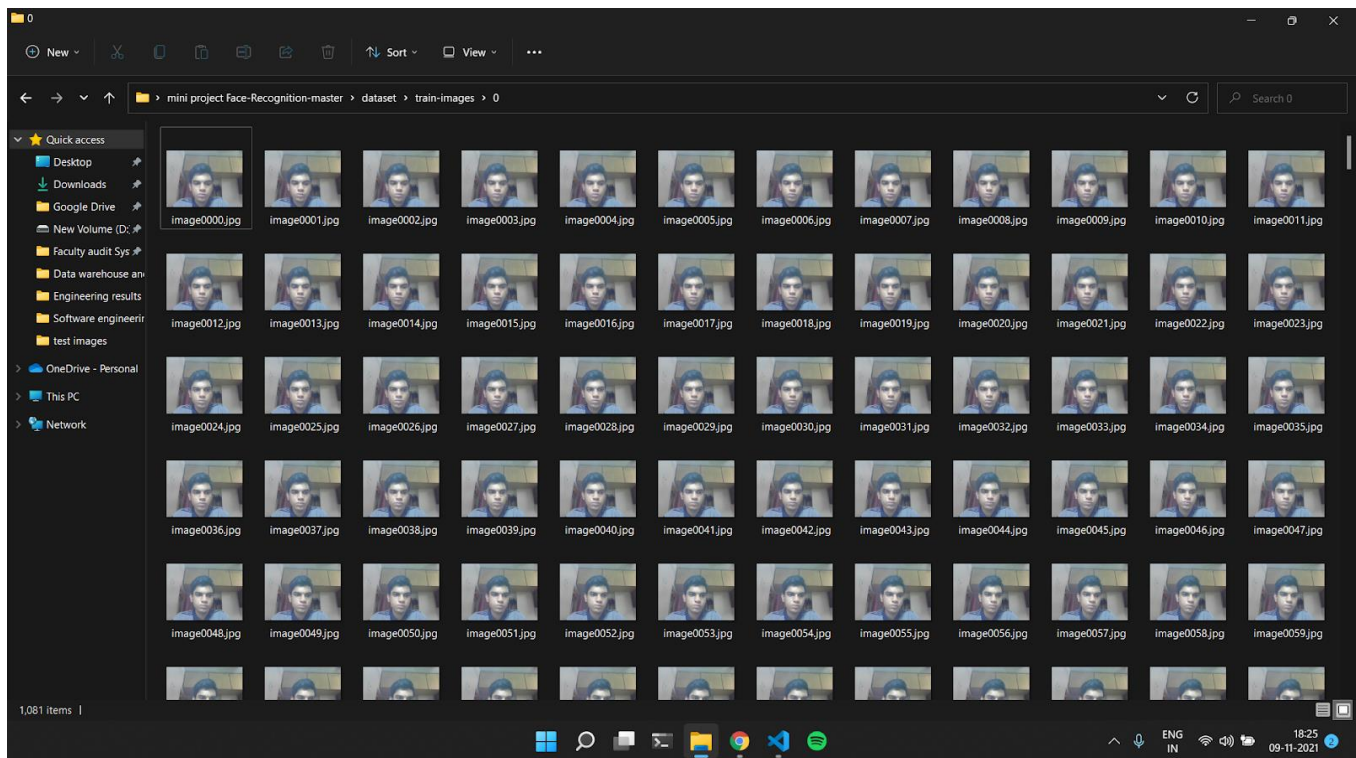 0
New
Sort
View
mini project Face-Recognition-master > dataset > train-images > 0
Search 0
Quick access
Desktop
Downloads
Google Drive
New Volume (D:
Faculty audit Sys
Data warehouse an
Engineering results
Software engineerin
test images
OneDrive - Personal
This PC
Network
image0000.jpg image0001.jpg image0002.jpg image0003.jpg image0004.jpg image0005.jpg image0006.jpg image0007.jpg image0008.jpg image0009.jpg image0010.jpg image0011.jpg
image0012.jpg image0013.jpg image0014.jpg image0015.jpg image0016.jpg image0017.jpg image0018.jpg image0019.jpg image0020.jpg image0021.jpg image0022.jpg image0023.jpg
image0024.jpg image0025.jpg image0026.jpg image0027.jpg image0028.jpg image0029.jpg image0030.jpg image0031.jpg image0032.jpg image0033.jpg image0034.jpg image0035.jpg
image0036.jpg image0037.jpg image0038.jpg image0039.jpg image0040.jpg image0041.jpg image0042.jpg image0043.jpg image0044.jpg image0045.jpg image0046.jpg image0047.jpg
image0048.jpg image0049.jpg image0050.jpg image0051.jpg image0052.jpg image0053.jpg image0054.jpg image0055.jpg image0056.jpg image0057.jpg image0058.jpg image0059.jpg
1,081 items
ENG
IN
18:25
09-11-2021
2